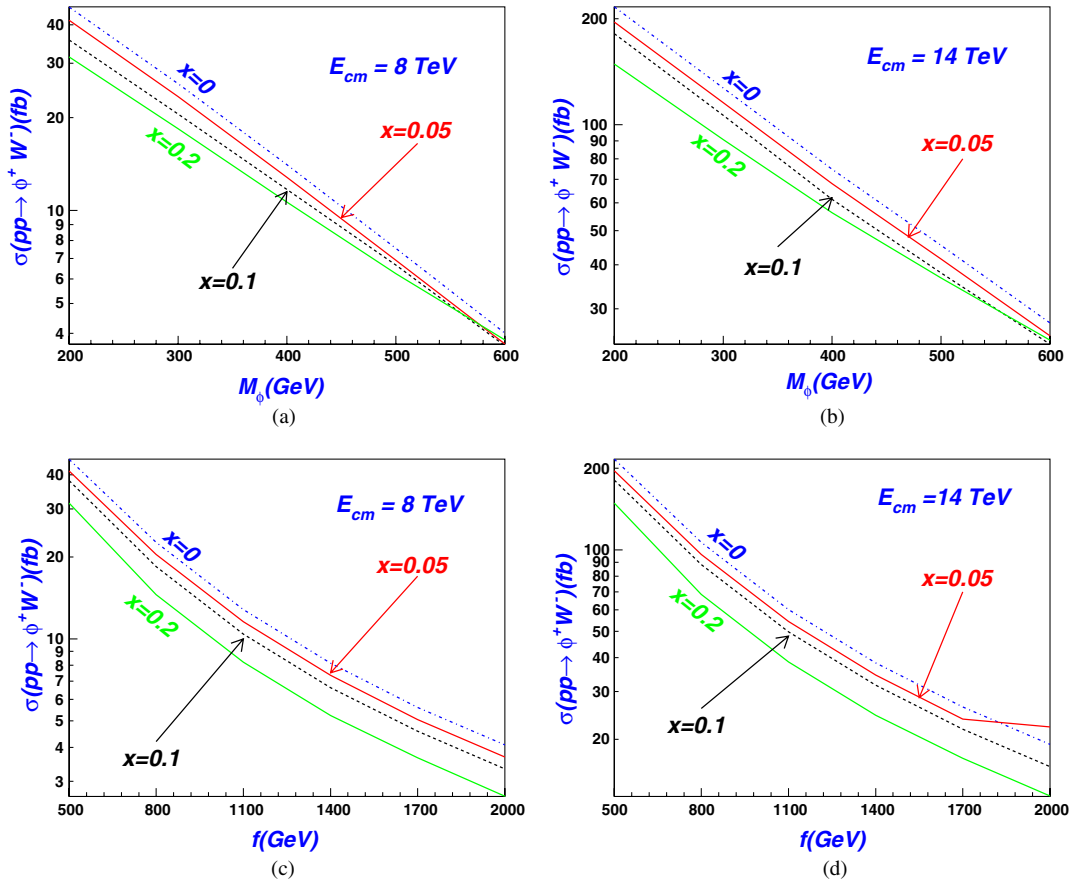 σ(pp→ ϕ⁺ W⁻)(fb)
40
30
20
10
9
8
7
6
5
4
E_cm = 8 TeV
x=0
x=0.05
x=0.2
x=0.1
200 300 400 500 600
M_ϕ(GeV)
(a)
σ(pp→ ϕ⁺ W⁻)(fb)
200
100
90
80
70
60
50
40
30
E_cm = 14 TeV
x=0
x=0.05
x=0.2
x=0.1
200 300 400 500 600
M_ϕ(GeV)
(b)
σ(pp→ ϕ⁺W⁻)(fb)
40
30
20
10
9
8
7
6
5
4
3
E_cm = 8 TeV
x=0
x=0.05
x=0.2
x=0.1
500 800 1100 1400 1700 2000
f(GeV)
(c)
σ(pp→ ϕ⁺W⁻)(fb)
200
100
90
80
70
60
50
40
30
20
E_cm =14 TeV
x=0
x=0.05
x=0.2
x=0.1
500 800 1100 1400 1700 2000
f(GeV)
(d)